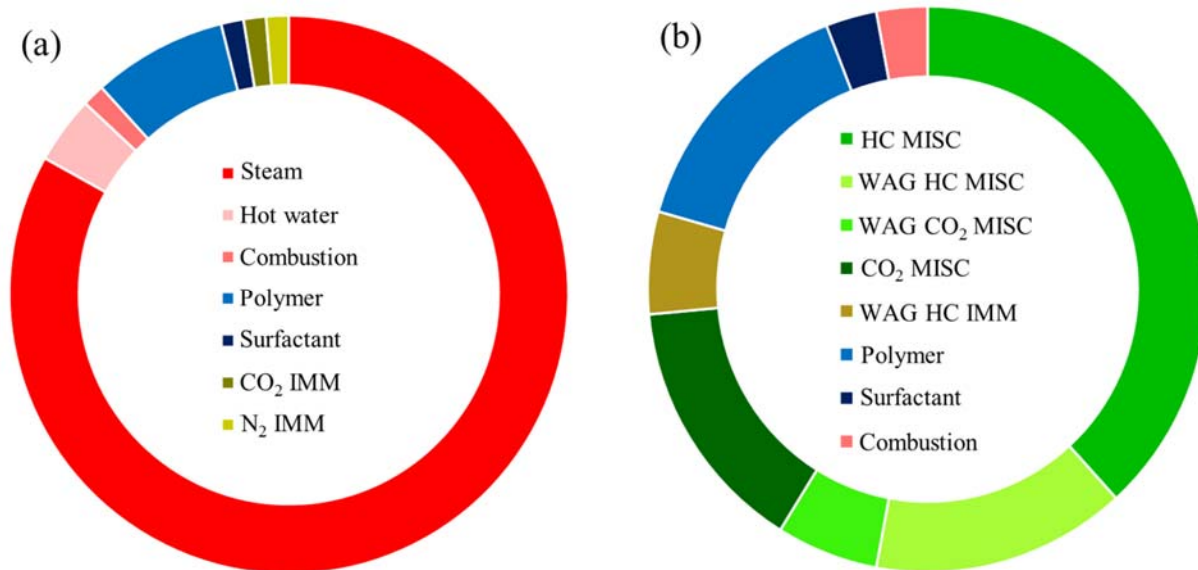 (a)
Steam
Hot water
Combustion
Polymer
Surfactant
CO₂ IMM
N₂ IMM
(b)
HC MISC
WAG HC MISC
WAG CO₂ MISC
CO₂ MISC
WAG HC IMM
Polymer
Surfactant
Combustion